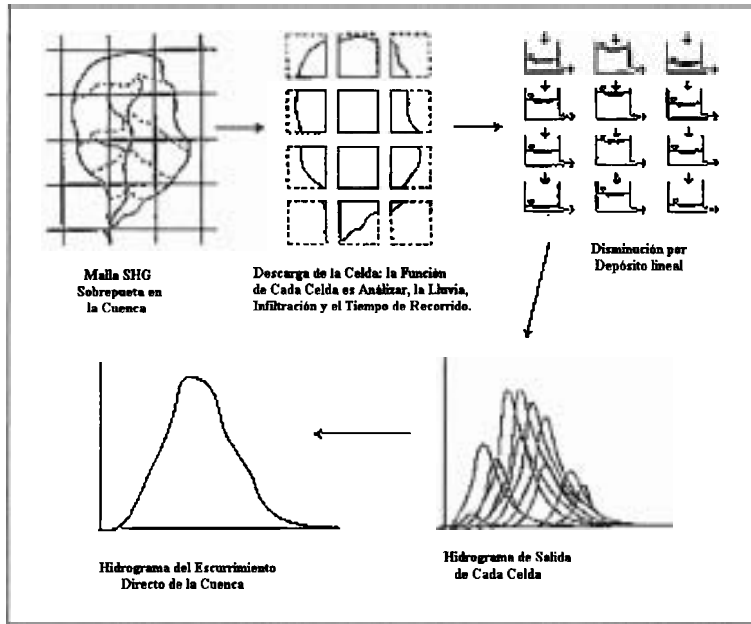 Malla SHG
Sobrepueta en
la Cuenca
Descarga de la Celda: la Función
de Cada Celda es Análizar, la Lluvia,
Infiltración y el Tiempo de Recorrido.
Disminución por
Depósito lineal
Hidrograma del Escurrimiento
Directo de la Cuenca
Hidrograma de Salida
de Cada Celda